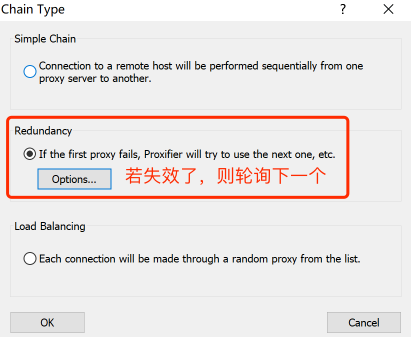 Chain Type
?
Simple Chain
Connection to a remote host will be performed sequentially from one
proxy server to another.
Redundancy
If the first proxy fails, Proxifier will try to use the next one, etc.
Options... 若失效了，则轮询下一个
Load Balancing
Each connection will be made through a random proxy from the list.
OK Cancel